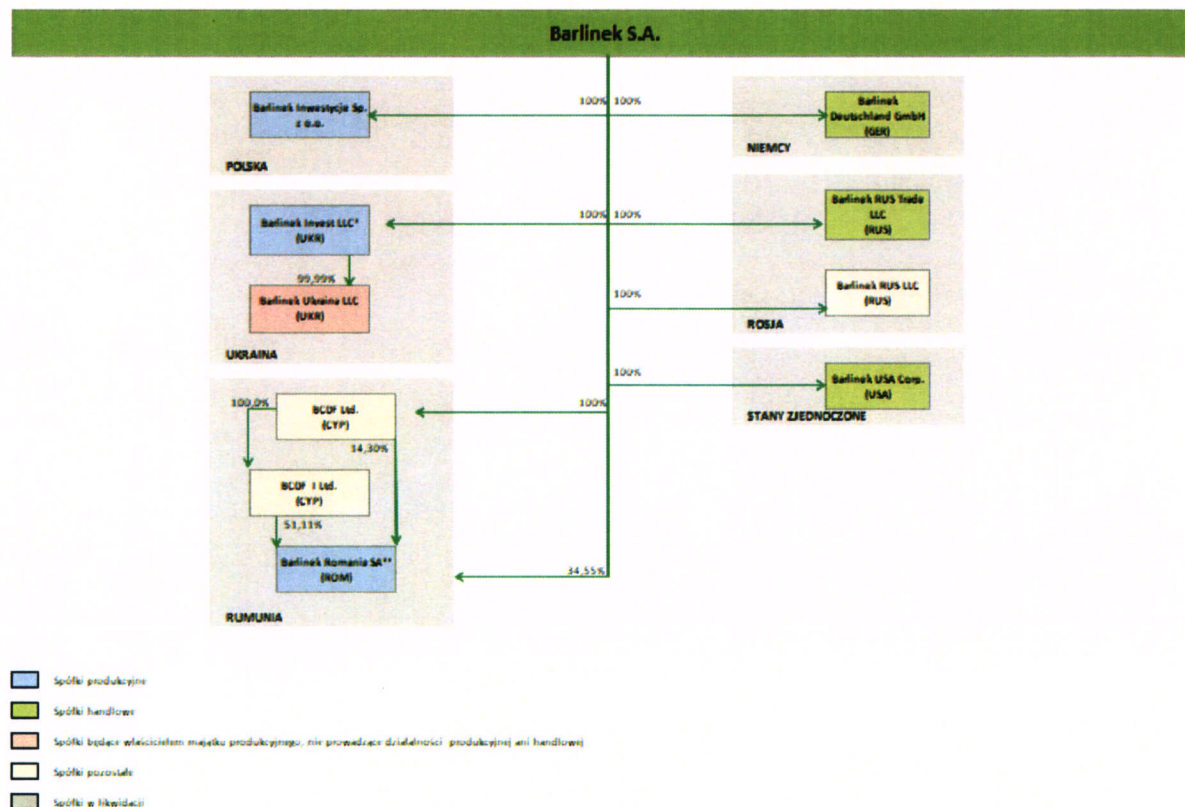 Barlinek S.A.
Barlinek Inwestycje Sp.
z o.o.
POLSKA
100%
100%
Barlinek
Deutschland GmbH
(GER)
NIEMCY
Barlinek Invest LLC*
(UKR)
99,99%
Barlinek Ukraina LLC
(UKR)
UKRAINA
100%
100%
Barlinek RUS Trade
LLC
(RUS)
100%
Barlinek RUS LLC
(RUS)
ROSJA
100%
Barlinek USA Corp.
(USA)
STANY ZJEDNOCZONE
100,0%
BCDF Ltd.
(CYP)
100%
14,30%
BCDF I Ltd.
(CYP)
51,11%
Barlinek Romania SA**
(ROM)
34,55%
RUMUNIA
Spółki produkcyjne
Spółki handlowe
Spółki będące właścicielem majątku produkcyjnego, nie prowadzące działalności produkcyjnej ani handlowej
Spółki pozostałe
Spółki w likwidacji